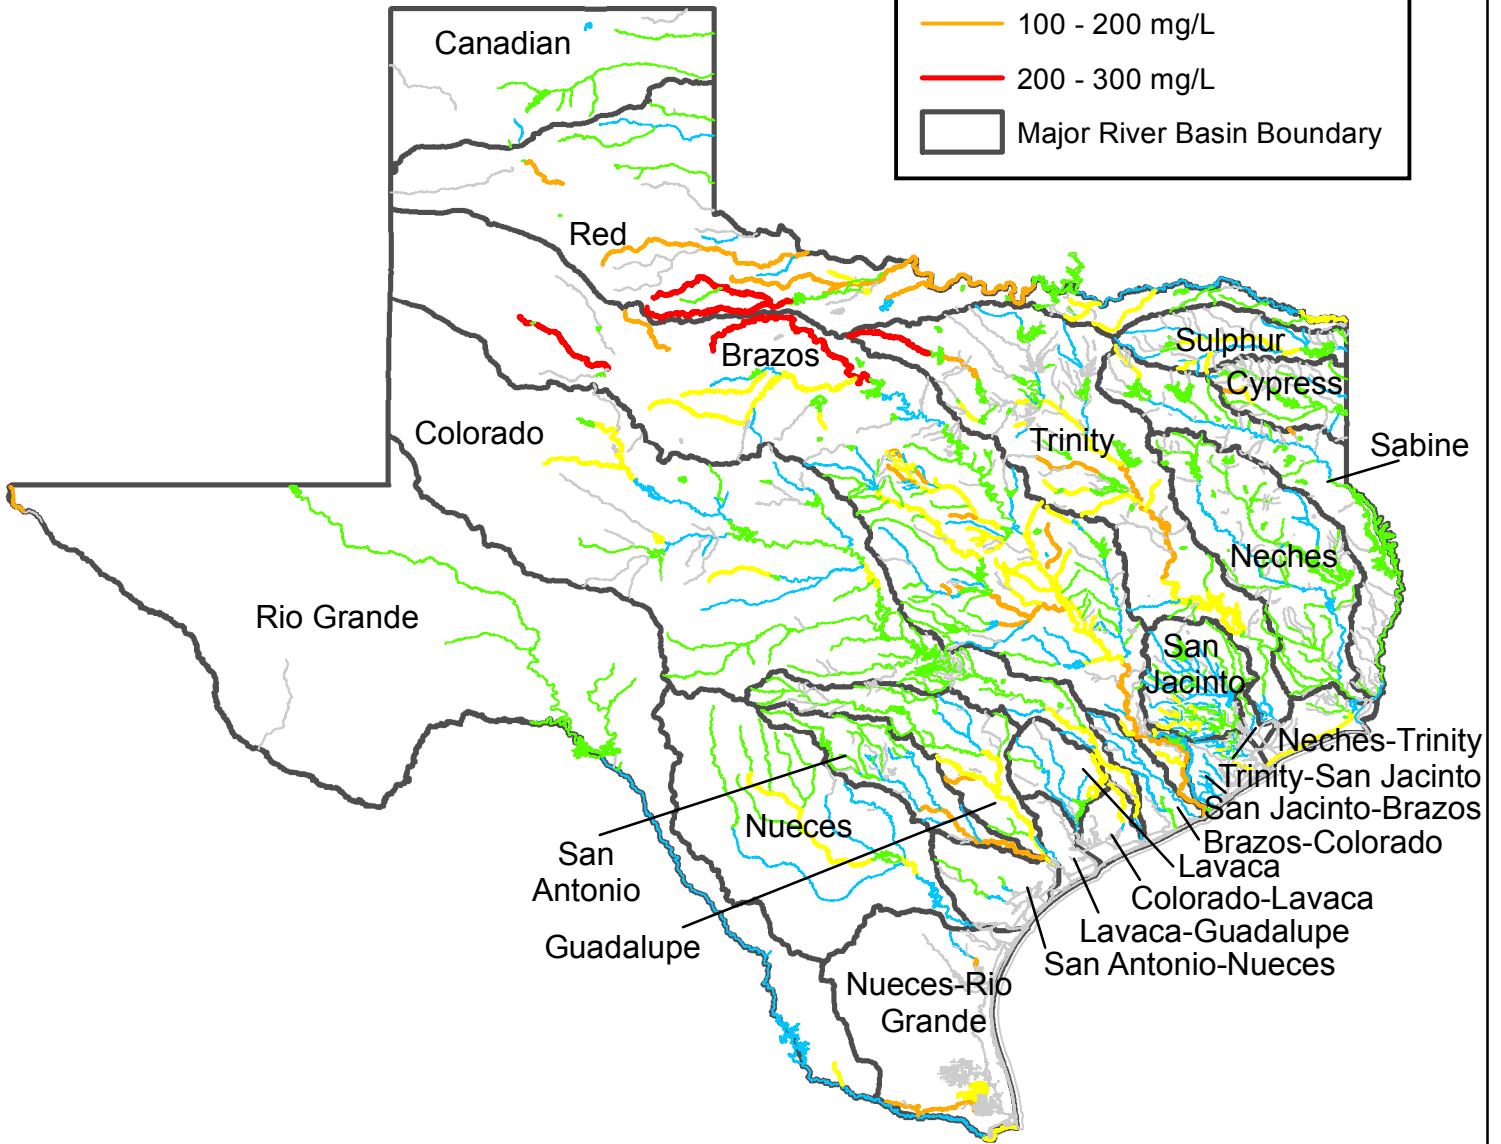 100 - 200 mg/L
200 - 300 mg/L
Major River Basin Boundary
Canadian
Red
Brazos
Sulphur
Cypress
Colorado
Trinity
Sabine
Neches
Rio Grande
San
Jacinto
Neches-Trinity
Trinity-San Jacinto
San Jacinto-Brazos
Nueces
Brazos-Colorado
San
Antonio
Lavaca
Colorado-Lavaca
Guadalupe
Lavaca-Guadalupe
San Antonio-Nueces
Nueces-Rio
Grande